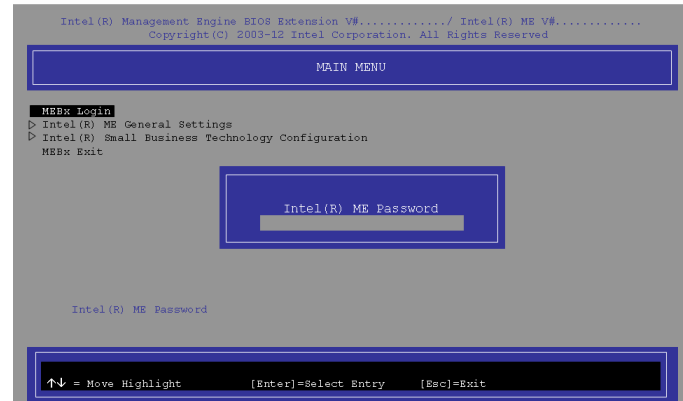 Intel(R) Management Engine BIOS Extension V#............./ Intel(R) ME V#.............
Copyright(C) 2003-12 Intel Corporation. All Rights Reserved
MAIN MENU
MEBx Login
Intel(R) ME General Settings
Intel(R) Small Business Technology Configuration
MEBx Exit
Intel(R) ME Password
Intel(R) ME Password
↑↓ = Move Highlight [Enter]=Select Entry [Esc]=Exit